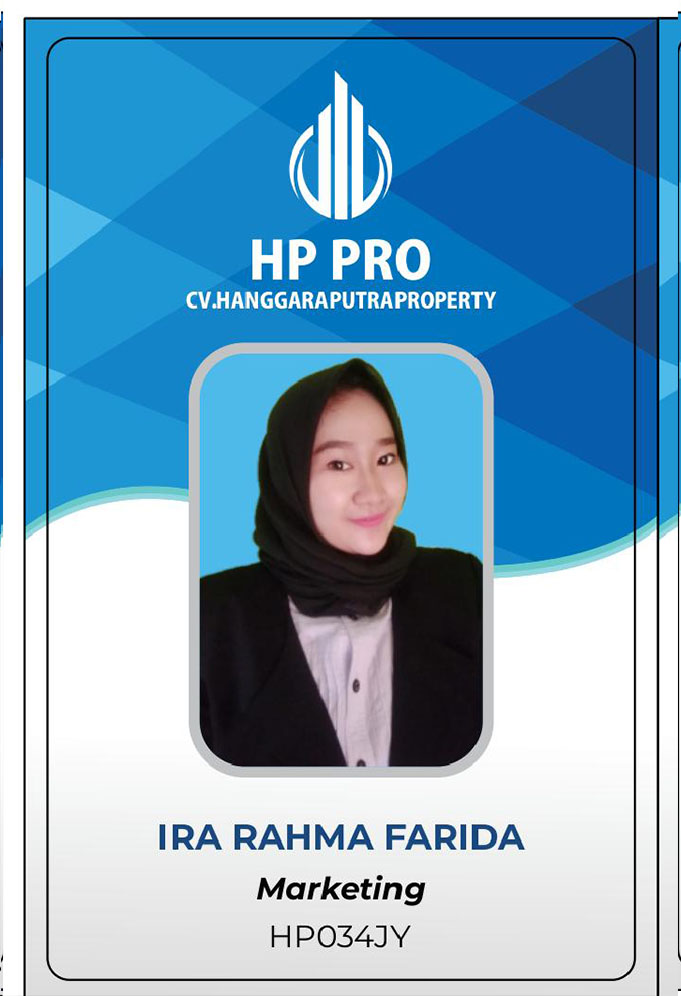 HP PRO
CV.HANGGARAPUTRAPROPERTY
IRA RAHMA FARIDA
Marketing
HP034JY